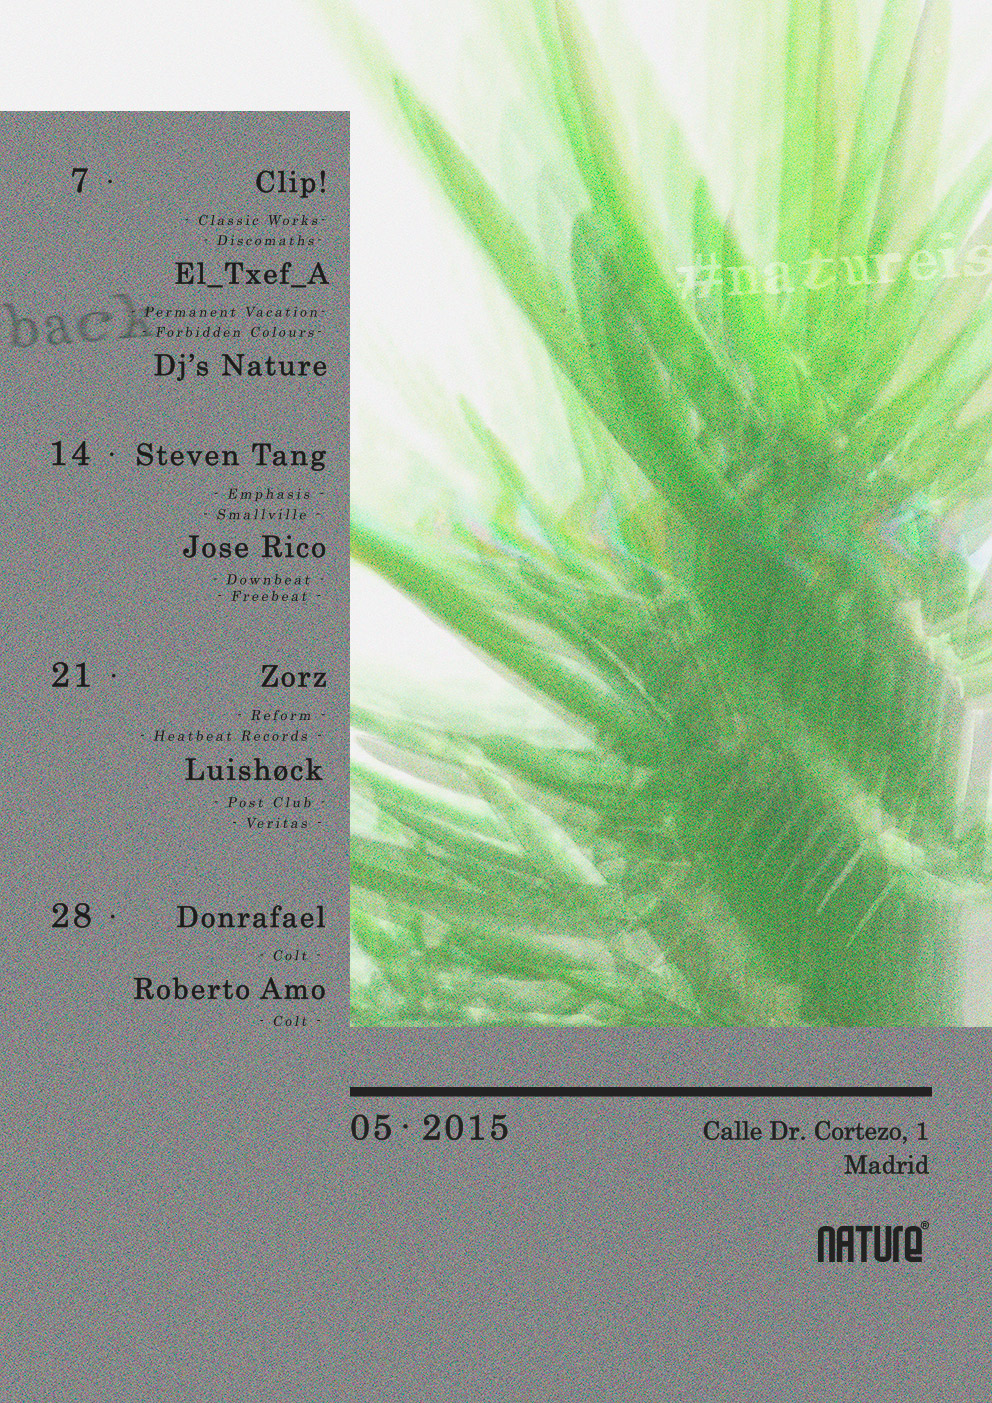 7 · Clip!
- Classic Works-
- Discomaths-
El_Txef_A
- Permanent Vacation-
- Forbidden Colours-
Dj's Nature
back
#natureis
14 · Steven Tang
- Emphasis -
- Smallville -
Jose Rico
- Downbeat -
- Freebeat -
21 · Zorz
- Reform -
- Heatbeat Records -
Luishøck
- Post Club -
- Veritas -
28 · Donrafael
- Colt -
Roberto Amo
- Colt -
05 · 2015
Calle Dr. Cortezo, 1
Madrid
nATUre®